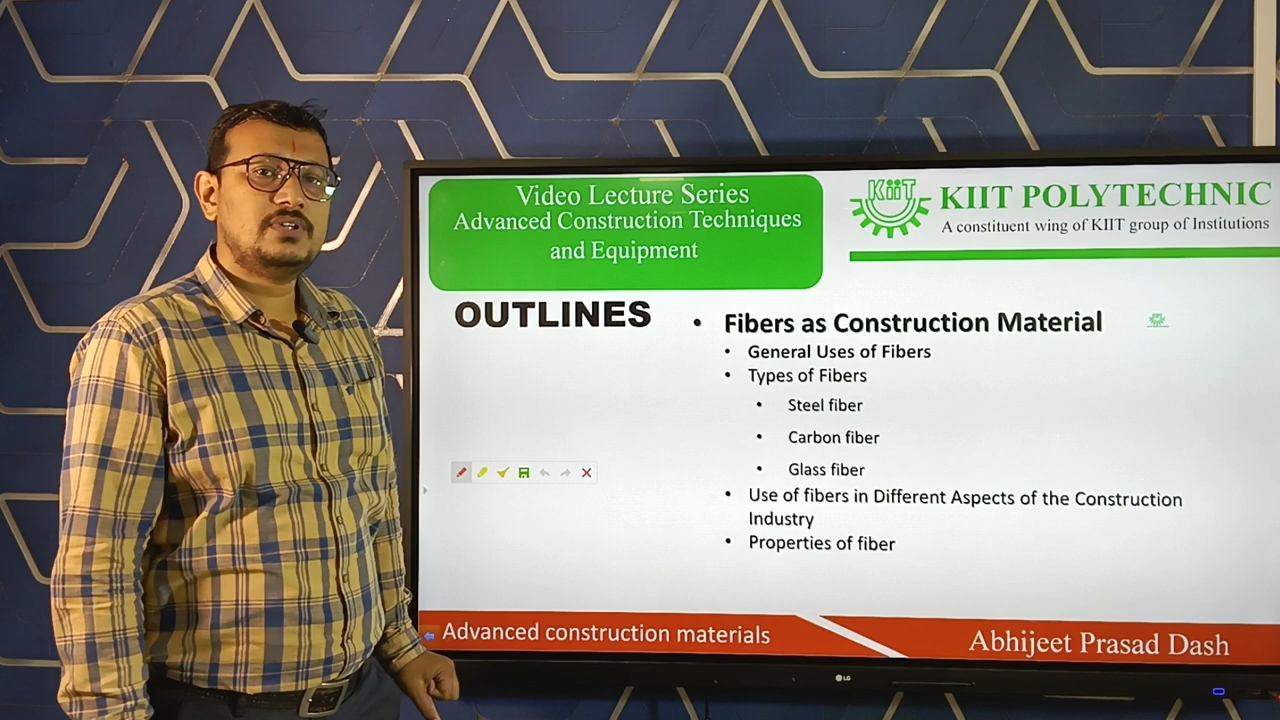 Video Lecture Series
Advanced Construction Techniques
and Equipment
KiiT
KIIT POLYTECHNIC
A constituent wing of KIIT group of Institutions
OUTLINES
• Fibers as Construction Material
• General Uses of Fibers
• Types of Fibers
• Steel fiber
• Carbon fiber
• Glass fiber
• Use of fibers in Different Aspects of the Construction
Industry
• Properties of fiber
Advanced construction materials
Abhijeet Prasad Dash
LG